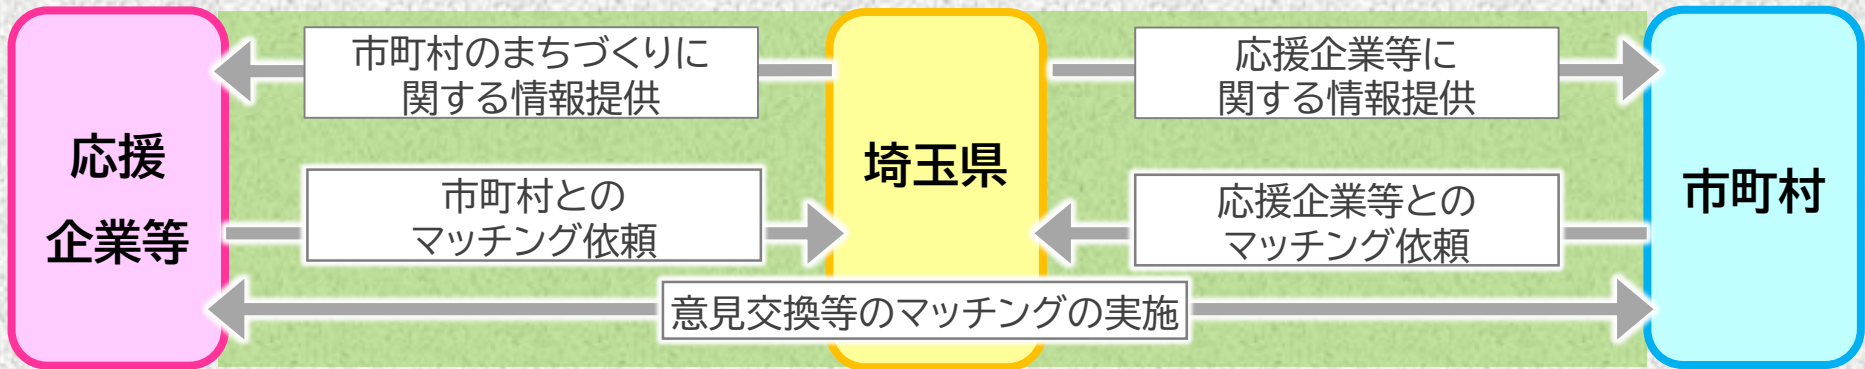 応援
企業等
市町村のまちづくりに
関する情報提供
市町村との
マッチング依頼
埼玉県
応援企業等に
関する情報提供
応援企業等との
マッチング依頼
市町村
意見交換等のマッチングの実施